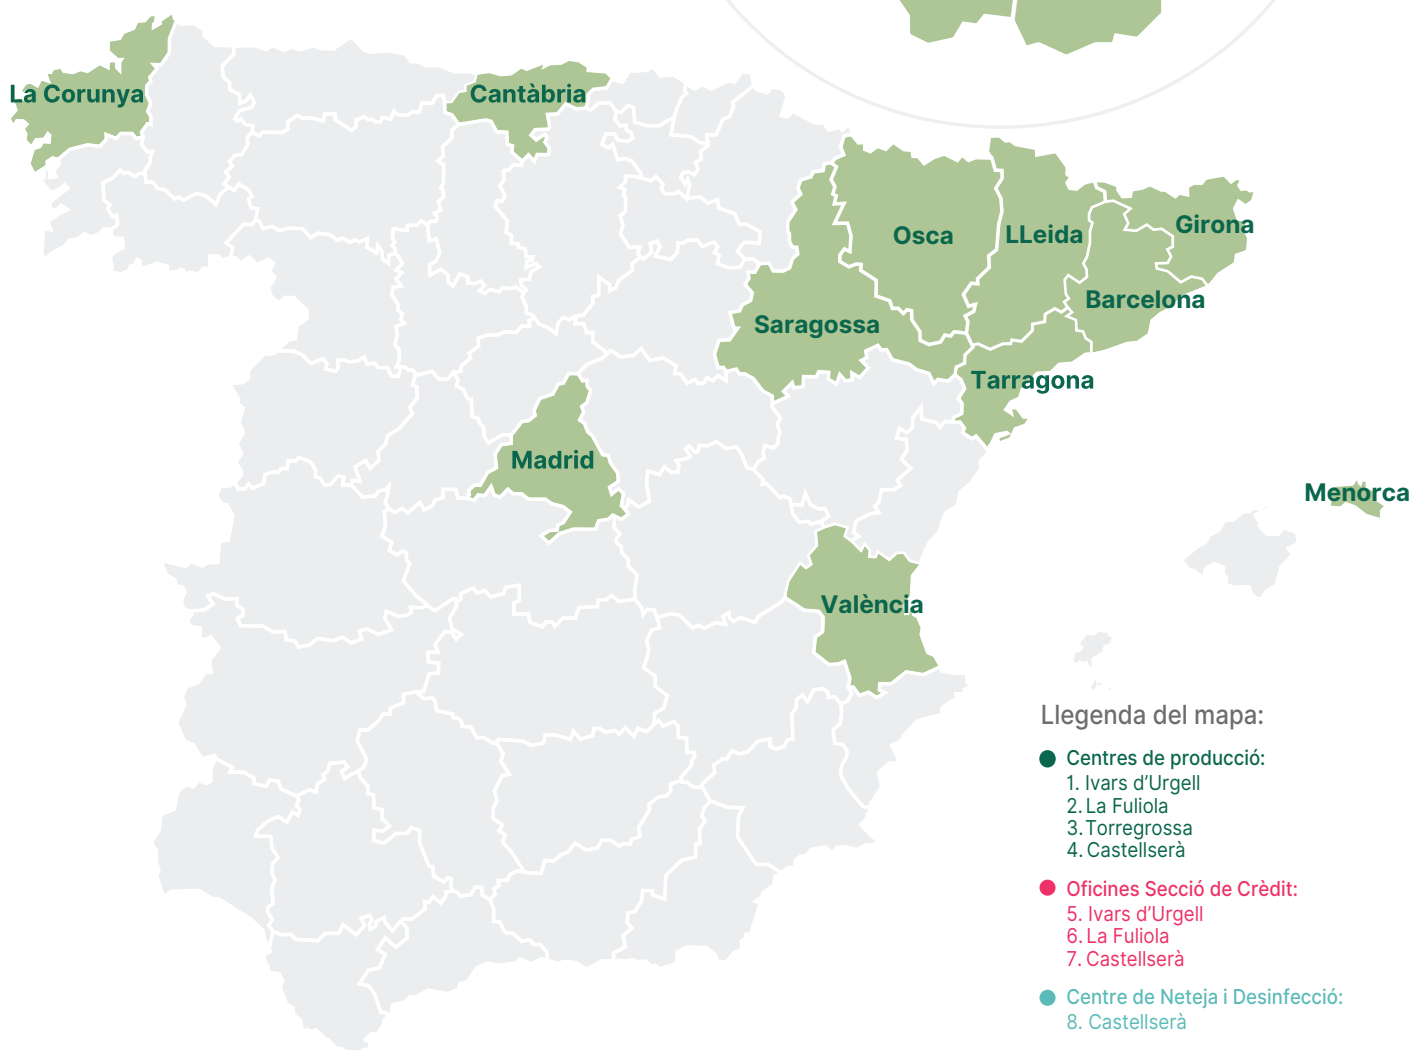 La Corunya
Cantàbria
Osca
LLeida
Girona
Barcelona
Saragossa
Tarragona
Madrid
Menorca
València
Llegenda del mapa:
Centres de producció:
1. Ivars d’Urgell
2. La Fuliola
3. Torregrossa
4. Castellserà
Oficines Secció de Crèdit:
5. Ivars d’Urgell
6. La Fuliola
7. Castellserà
Centre de Neteja i Desinfecció:
8. Castellserà